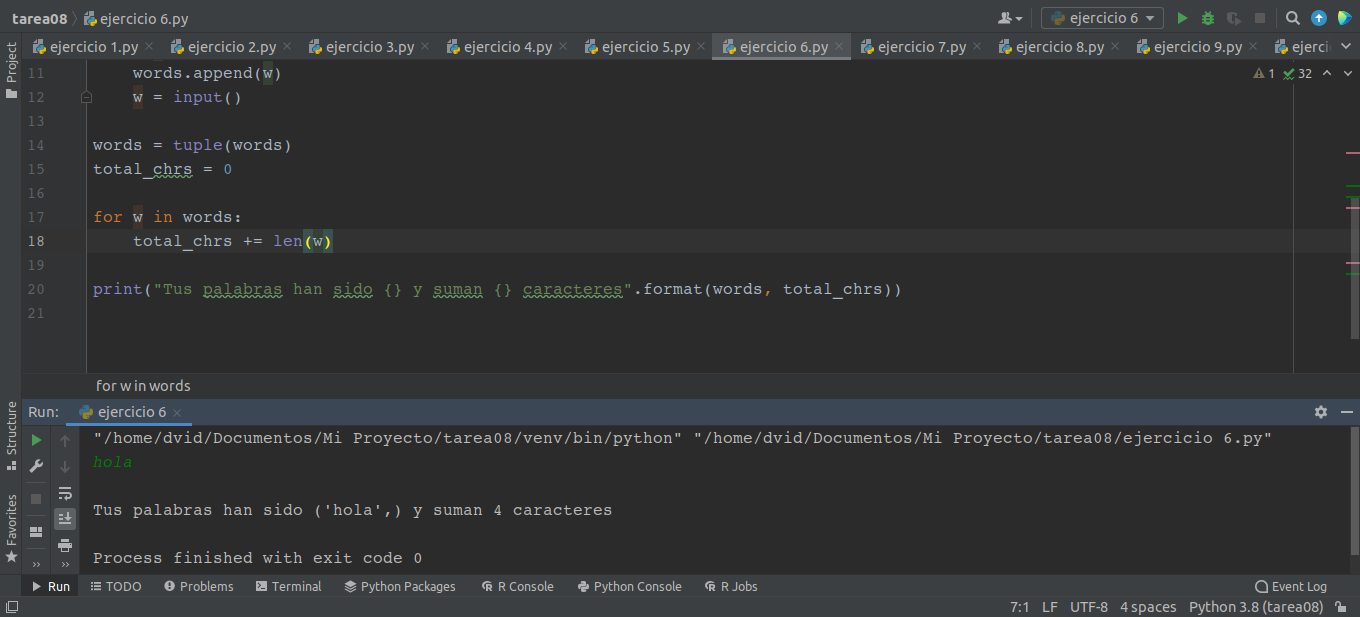 tarea08 ejercicio 6.py ejercicio 6
ejercicio 1.py ejercicio 2.py ejercicio 3.py ejercicio 4.py ejercicio 5.py ejercicio 6.py ejercicio 7.py ejercicio 8.py ejercicio 9.py ejerci
Project
11 words.append(w) 1 32
12 w = input()
13
14 words = tuple(words)
15 total_chrs = 0
16
17 for w in words:
18 total_chrs += len(w)
19
20 print("Tus palabras han sido {} y suman {} caracteres".format(words, total_chrs))
21
for w in words
Structure
Favorites
Run: ejercicio 6
"/home/dvid/Documentos/Mi Proyecto/tarea08/venv/bin/python" "/home/dvid/Documentos/Mi Proyecto/tarea08/ejercicio 6.py"
hola
Tus palabras han sido ('hola',) y suman 4 caracteres
Process finished with exit code 0
Run TODO Problems Terminal Python Packages R Console Python Console R Jobs Event Log
7:1 LF UTF-8 4 spaces Python 3.8 (tarea08)